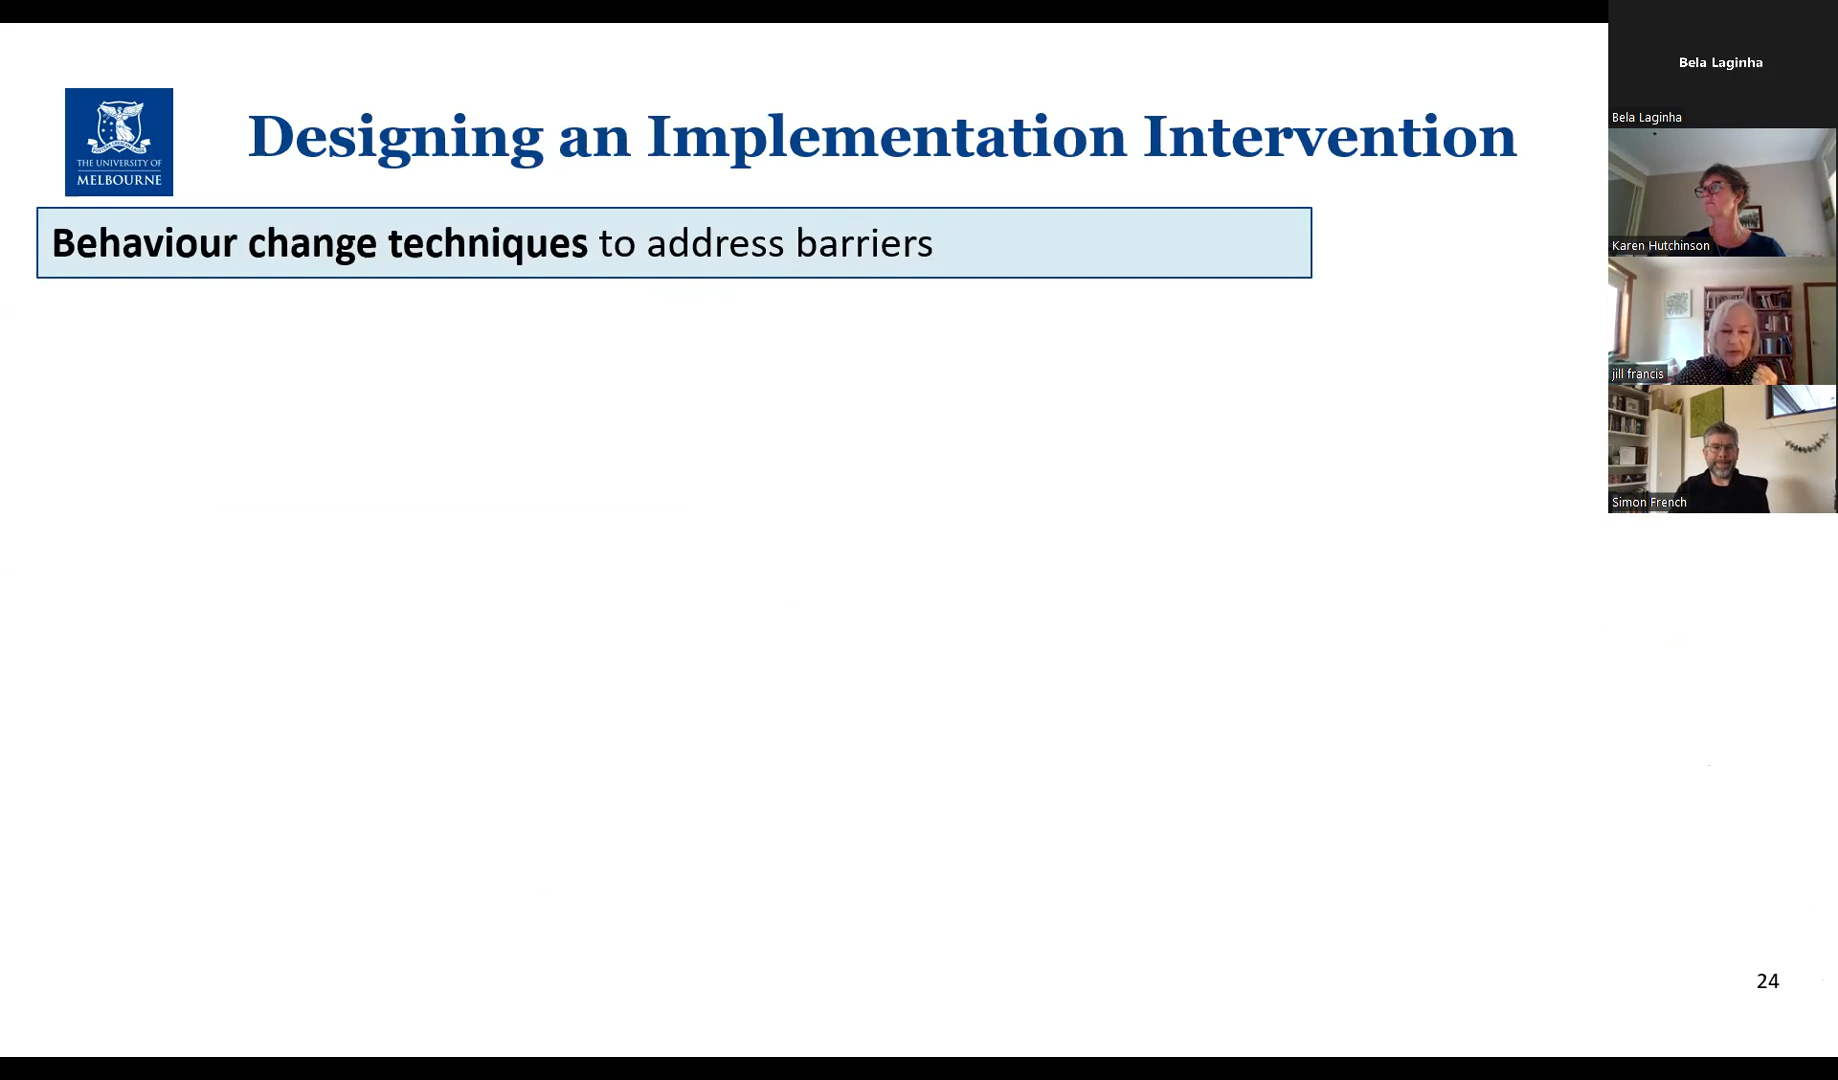 THE UNIVERSITY OF
MELBOURNE
Designing an Implementation Intervention
Behaviour change techniques to address barriers
24
Bela Laginha
Bela Laginha
Karen Hutchinson
jill francis
Simon French